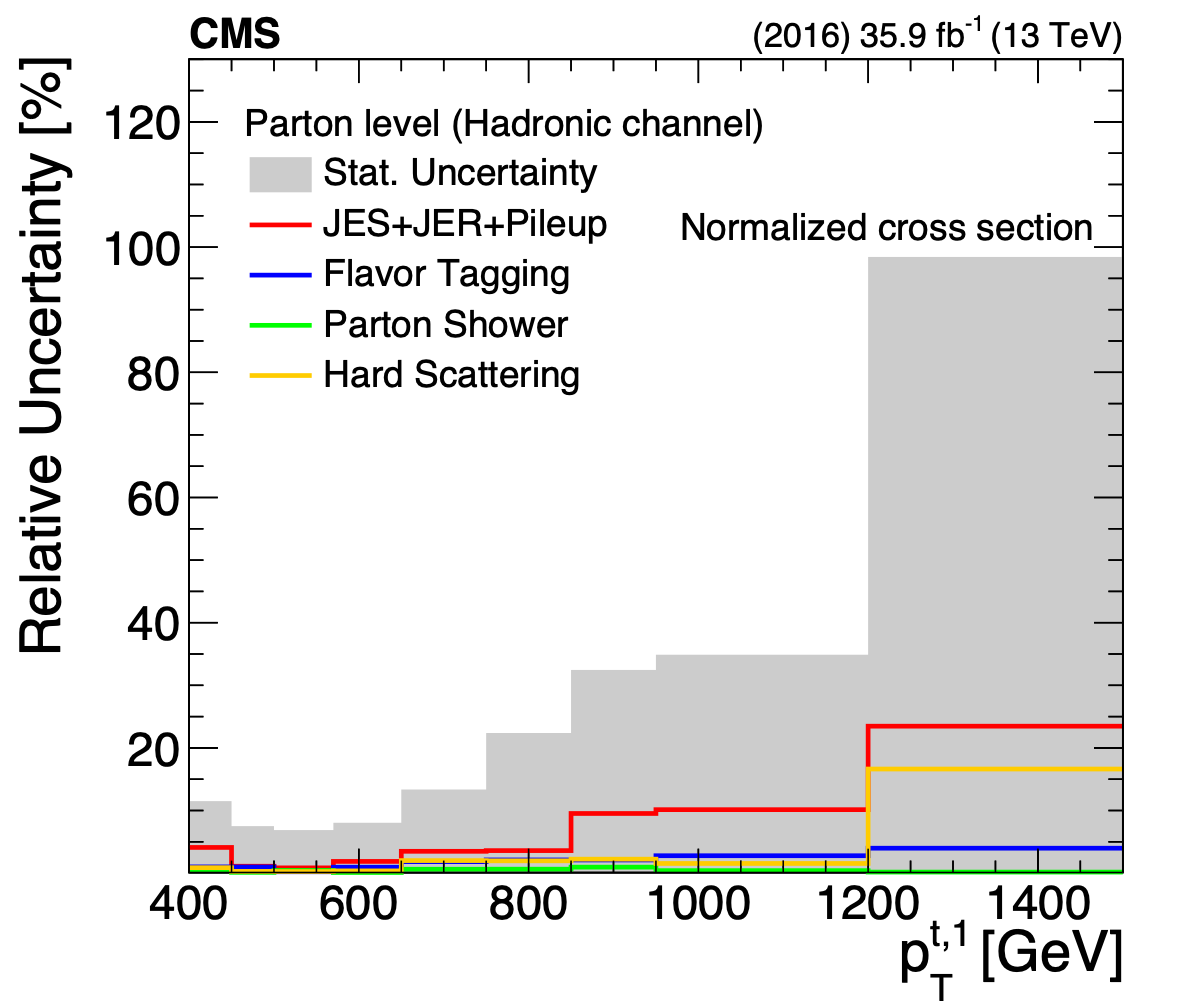 CMS
(2016) 35.9 fb⁻¹ (13 TeV)
Relative Uncertainty [%]
Parton level (Hadronic channel)
Stat. Uncertainty
JES+JER+Pileup
Flavor Tagging
Parton Shower
Hard Scattering
Normalized cross section
120
100
80
60
40
20
400 600 800 1000 1200 1400
p_T^{t,1} [GeV]